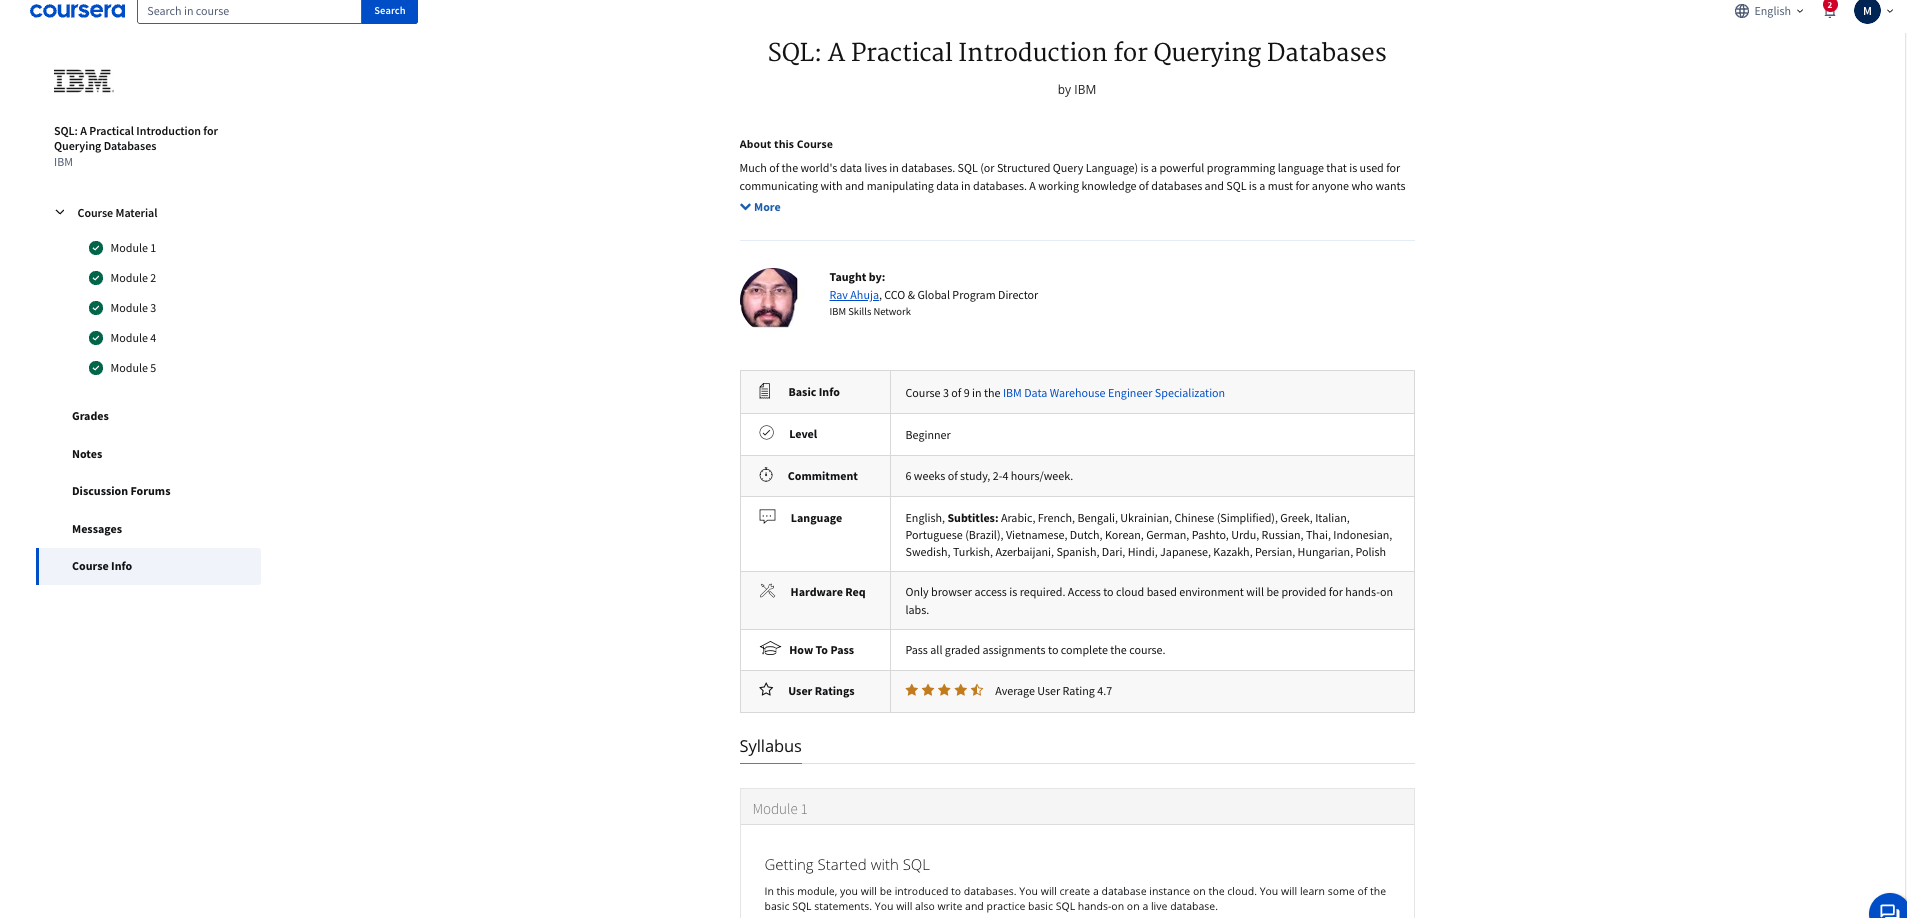 coursera
Search in course
Search
English
2
M
IBM
SQL: A Practical Introduction for
Querying Databases
IBM
Course Material
Module 1
Module 2
Module 3
Module 4
Module 5
Grades
Notes
Discussion Forums
Messages
Course Info
SQL: A Practical Introduction for Querying Databases
by IBM
About this Course
Much of the world's data lives in databases. SQL (or Structured Query Language) is a powerful programming language that is used for
communicating with and manipulating data in databases. A working knowledge of databases and SQL is a must for anyone who wants
More
Taught by:
Rav Ahuja, CCO & Global Program Director
IBM Skills Network
Basic Info
Course 3 of 9 in the IBM Data Warehouse Engineer Specialization
Level
Beginner
Commitment
6 weeks of study, 2-4 hours/week.
Language
English, Subtitles: Arabic, French, Bengali, Ukrainian, Chinese (Simplified), Greek, Italian,
Portuguese (Brazil), Vietnamese, Dutch, Korean, German, Pashto, Urdu, Russian, Thai, Indonesian,
Swedish, Turkish, Azerbaijani, Spanish, Dari, Hindi, Japanese, Kazakh, Persian, Hungarian, Polish
Hardware Req
Only browser access is required. Access to cloud based environment will be provided for hands-on
labs.
How To Pass
Pass all graded assignments to complete the course.
User Ratings
Average User Rating 4.7
Syllabus
Module 1
Getting Started with SQL
In this module, you will be introduced to databases. You will create a database instance on the cloud. You will learn some of the
basic SQL statements. You will also write and practice basic SQL hands-on on a live database.